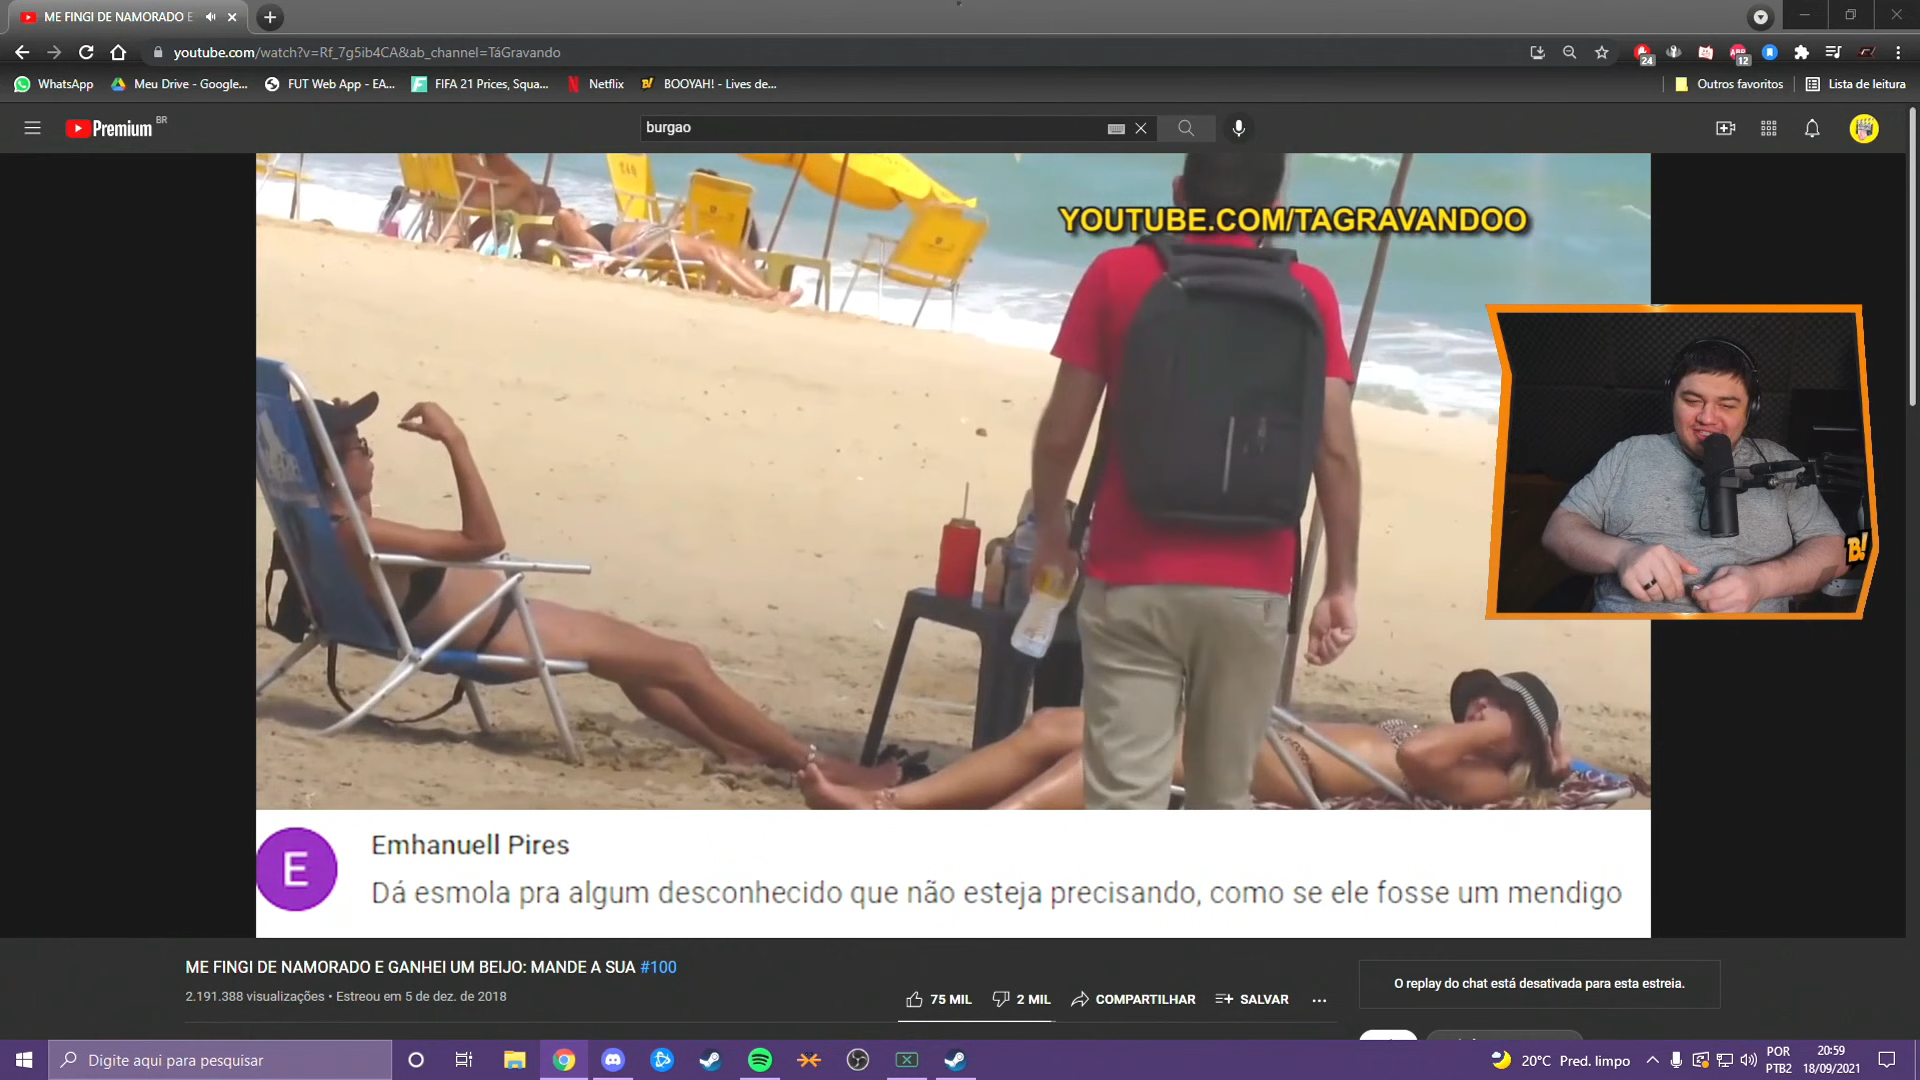 ME FINGI DE NAMORADO E
youtube.com/watch?v=Rf_7g5ib4CA&ab_channel=TáGravando
24
12
WhatsApp
Meu Drive - Google...
FUT Web App - EA...
FIFA 21 Prices, Squa...
Netflix
BOOYAH! - Lives de...
Outros favoritos
Lista de leitura
Premium BR
burgao
YOUTUBE.COM/TAGRAVANDOO
B!
E
Emhanuell Pires
Dá esmola pra algum desconhecido que não esteja precisando, como se ele fosse um mendigo
ME FINGI DE NAMORADO E GANHEI UM BEIJO: MANDE A SUA #100
2.191.388 visualizações • Estreou em 5 de dez. de 2018
75 MIL
2 MIL
COMPARTILHAR
SALVAR
O replay do chat está desativada para esta estreia.
Digite aqui para pesquisar
20°C Pred. limpo
POR
PTB2
20:59
18/09/2021